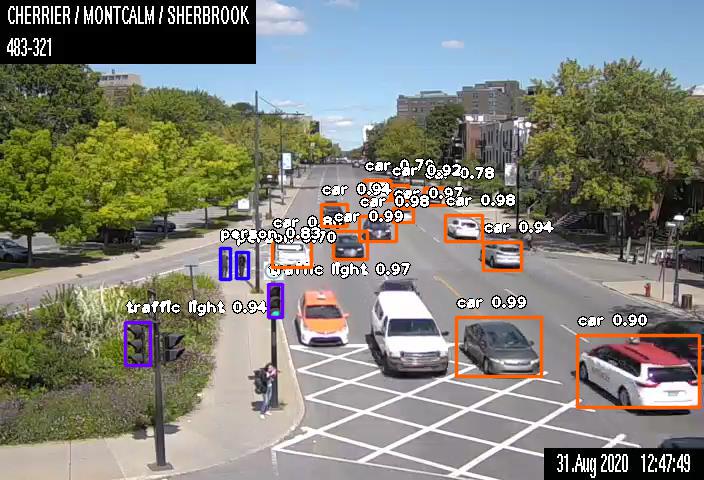 CHERRIER / MONTCALM / SHERBROOK
483-321
car 0.92
car 0.78
car 0.94
car 0.97
car 0.98
car 0.98
car 0.99
car 0.94
person 0.83
traffic light 0.97
traffic light 0.94
car 0.99
car 0.90
31.Aug 2020 12:47:49